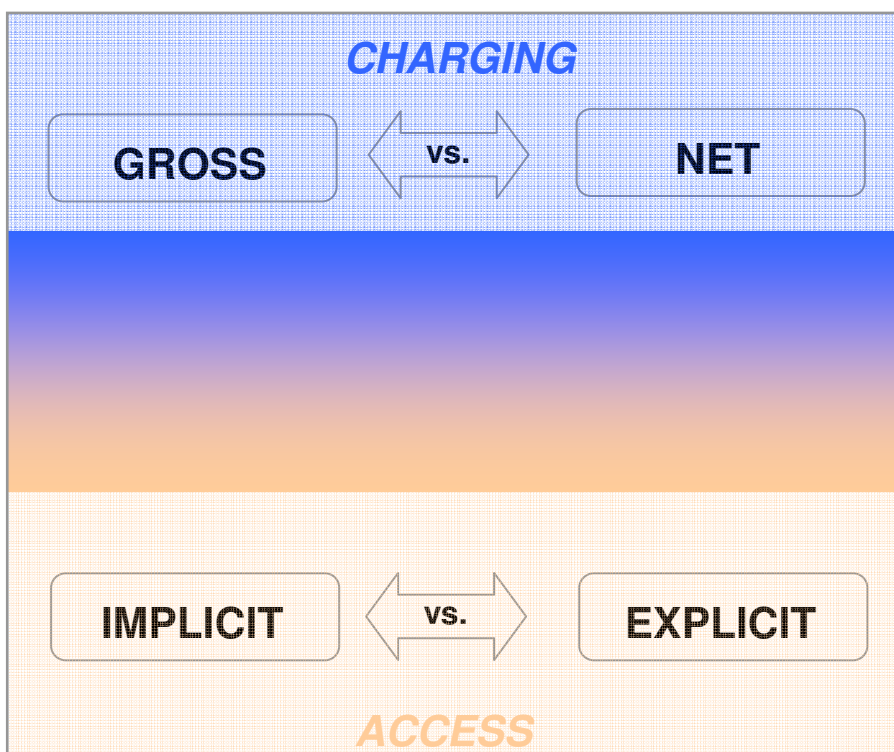 CHARGING
GROSS vs. NET
IMPLICIT vs. EXPLICIT
ACCESS